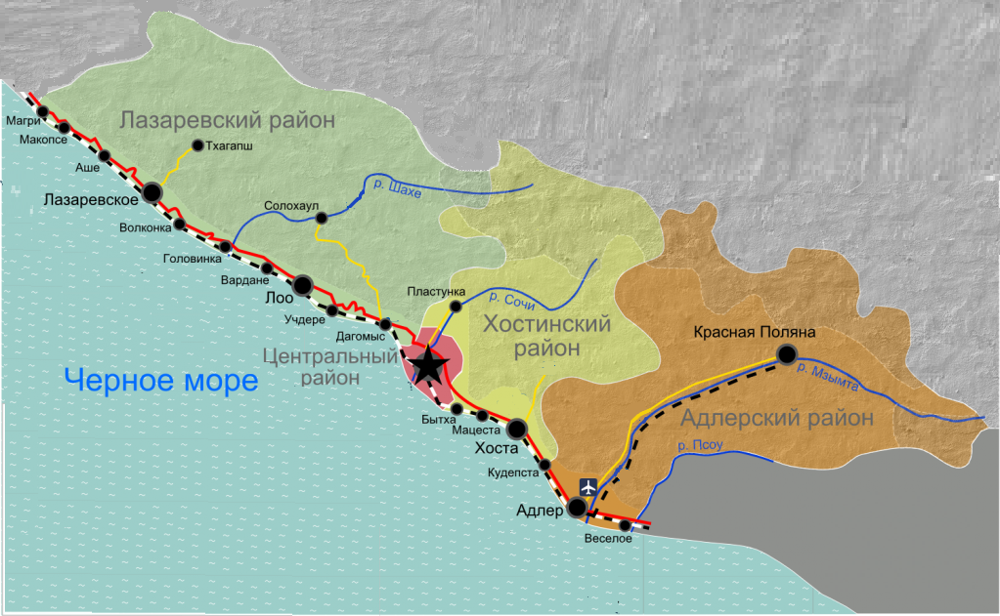 Магри
Макопсе
Лазаревский район
Тхагапш
Аше
р. Шахе
Лазаревское
Солохаул
Волконка
Головинка
Вардане
Пластунка
Лоо
р. Сочи
Учдере
Хостинский
район
Дагомыс
Красная Поляна
Центральный
район
Черное море
р. Мзымта
Бытха
Мацеста
Адлерский район
Хоста
р. Псоу
Кудепста
Адлер
Веселое